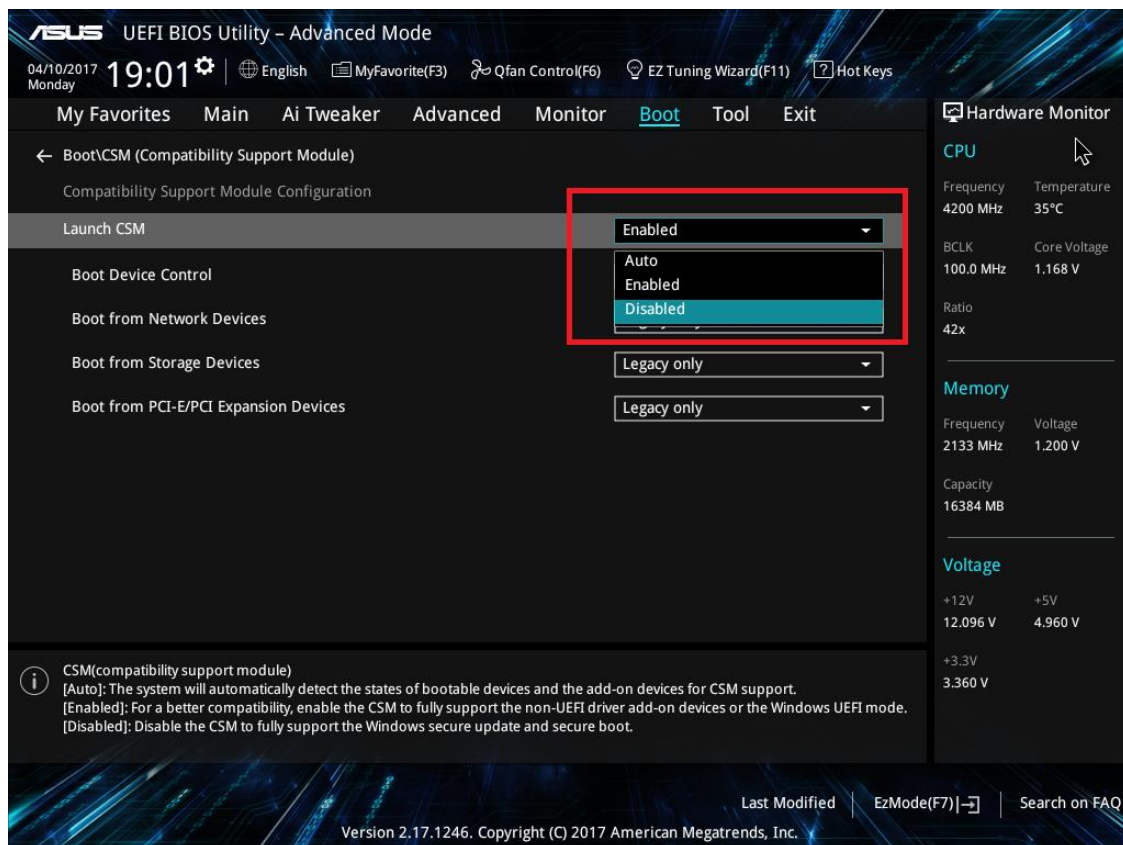 ASUS UEFI BIOS Utility – Advanced Mode
04/10/2017 Monday 19:01 English MyFavorite(F3) Qfan Control(F6) EZ Tuning Wizard(F11) ? Hot Keys
My Favorites Main Ai Tweaker Advanced Monitor Boot Tool Exit
← Boot\CSM (Compatibility Support Module)
Compatibility Support Module Configuration
Launch CSM Enabled
Auto
Enabled
Disabled
Boot Device Control
Boot from Network Devices
Boot from Storage Devices Legacy only
Boot from PCI-E/PCI Expansion Devices Legacy only
CSM(compatibility support module)
[Auto]: The system will automatically detect the states of bootable devices and the add-on devices for CSM support.
[Enabled]: For a better compatibility, enable the CSM to fully support the non-UEFI driver add-on devices or the Windows UEFI mode.
[Disabled]: Disable the CSM to fully support the Windows secure update and secure boot.
Hardware Monitor
CPU
Frequency Temperature
4200 MHz 35°C
BCLK Core Voltage
100.0 MHz 1.168 V
Ratio
42x
Memory
Frequency Voltage
2133 MHz 1.200 V
Capacity
16384 MB
Voltage
+12V +5V
12.096 V 4.960 V
+3.3V
3.360 V
Last Modified EzMode(F7) Search on FAQ
Version 2.17.1246. Copyright (C) 2017 American Megatrends, Inc.